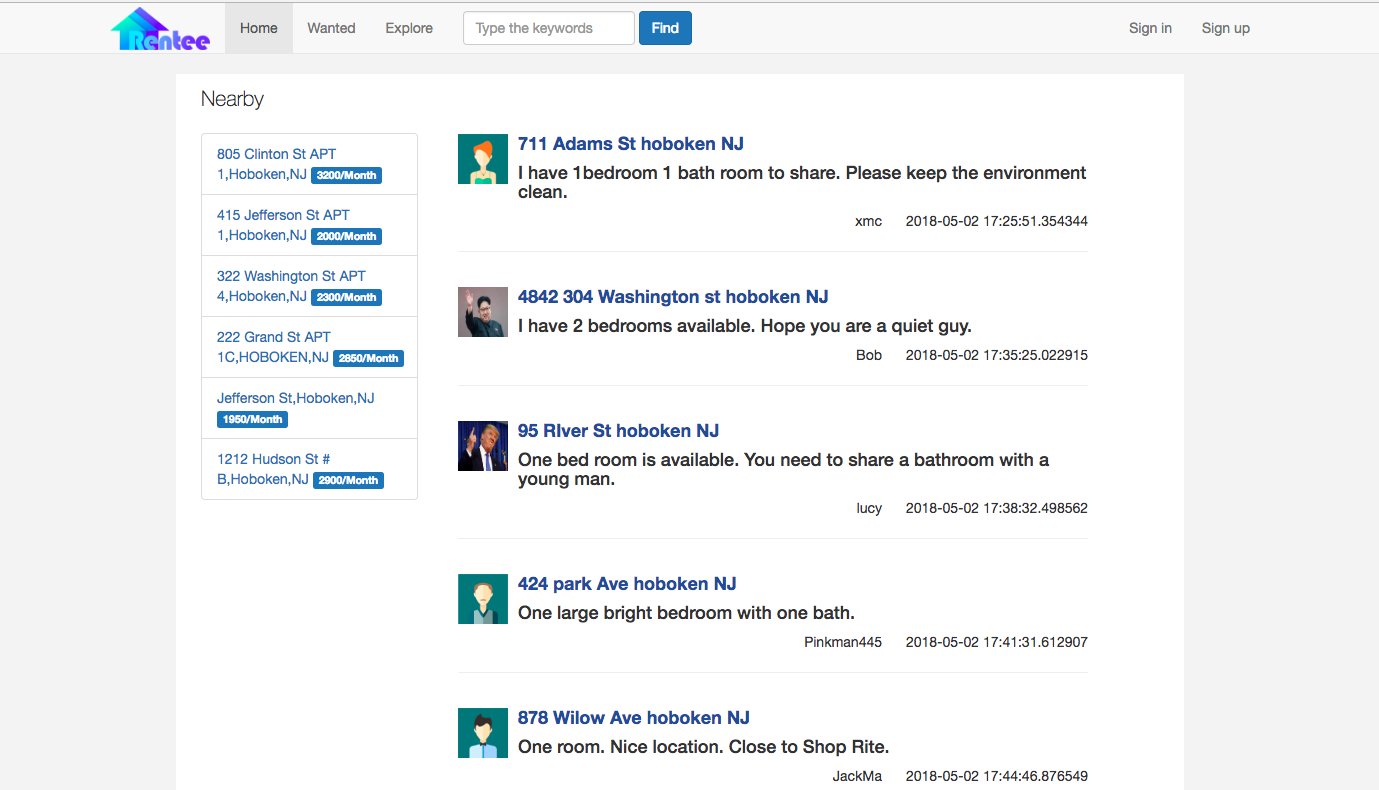 Rentee
Home
Wanted
Explore
Type the keywords
Find
Sign in
Sign up
Nearby
805 Clinton St APT
1,Hoboken,NJ 3200/Month
415 Jefferson St APT
1,Hoboken,NJ 2000/Month
322 Washington St APT
4,Hoboken,NJ 2300/Month
222 Grand St APT
1C,HOBOKEN,NJ 2650/Month
Jefferson St,Hoboken,NJ
1950/Month
1212 Hudson St #
B,Hoboken,NJ 2900/Month
711 Adams St hoboken NJ
I have 1bedroom 1 bath room to share. Please keep the environment
clean.
xmc 2018-05-02 17:25:51.354344
4842 304 Washington st hoboken NJ
I have 2 bedrooms available. Hope you are a quiet guy.
Bob 2018-05-02 17:35:25.022915
95 RIver St hoboken NJ
One bed room is available. You need to share a bathroom with a
young man.
lucy 2018-05-02 17:38:32.498562
424 park Ave hoboken NJ
One large bright bedroom with one bath.
Pinkman445 2018-05-02 17:41:31.612907
878 Wilow Ave hoboken NJ
One room. Nice location. Close to Shop Rite.
JackMa 2018-05-02 17:44:46.876549